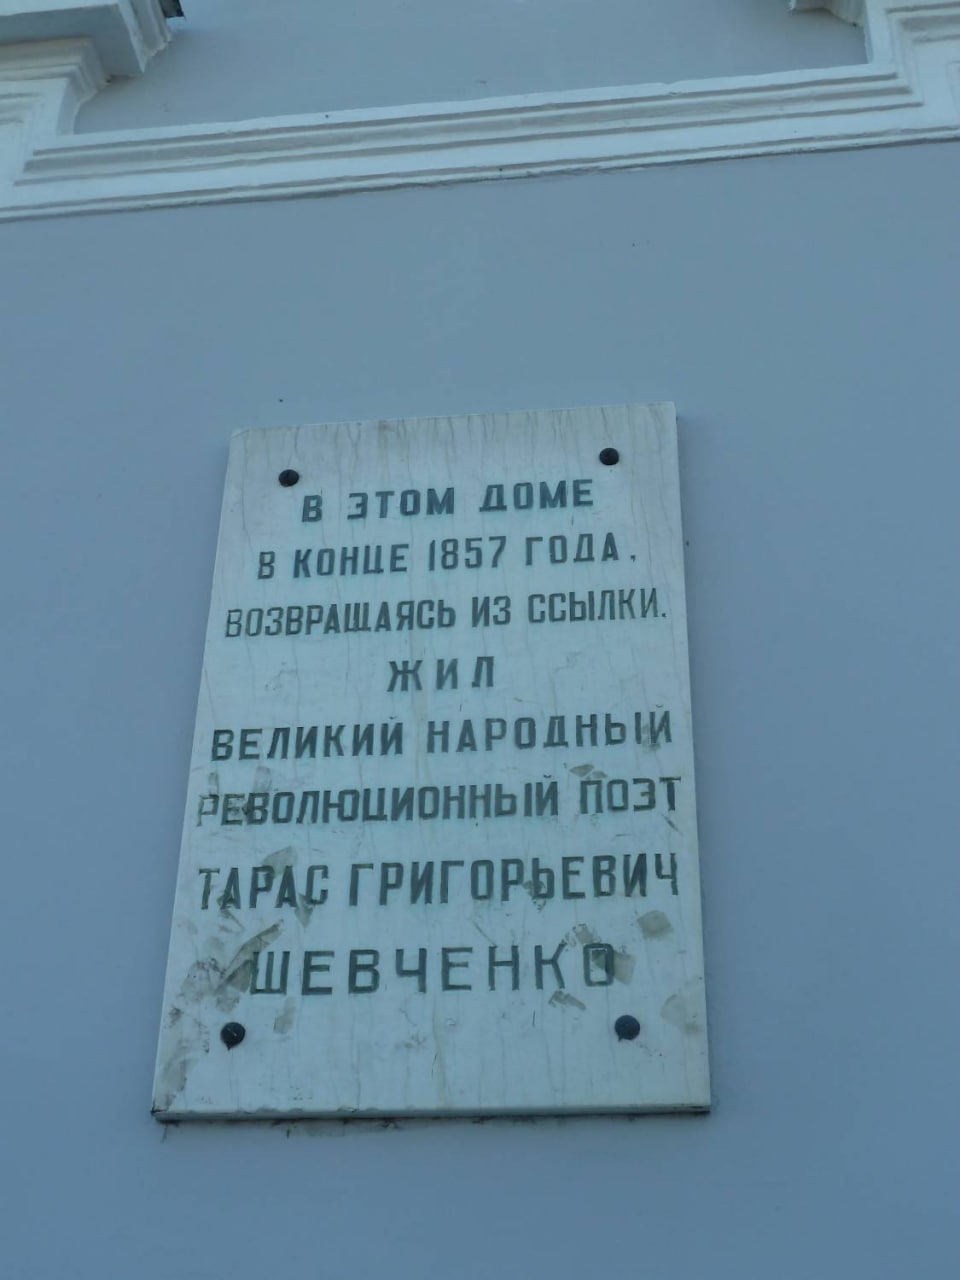 В ЭТОМ ДОМЕ
В КОНЦЕ 1857 ГОДА,
ВОЗВРАЩАЯСЬ ИЗ ССЫЛКИ.
ЖИЛ
ВЕЛИКИЙ НАРОДНЫЙ
РЕВОЛЮЦИОННЫЙ ПОЭТ
ТАРАС ГРИГОРЬЕВИЧ
ШЕВЧЕНКО